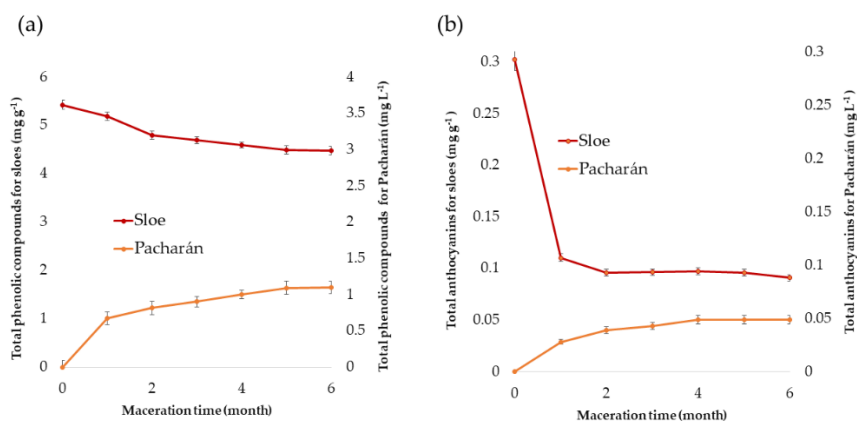 (a)
Total phenolic compounds for sloes (mg g-1)
6
5
4
3
2
1
0
Sloe
Pacharán
4
3.5
3
2.5
2
1.5
1
0.5
0
Total phenolic compounds for Pacharán (mg L-1)
0 2 4 6
Maceration time (month)
(b)
Total anthocyanins for sloes (mg g-1)
0.3
0.25
0.2
0.15
0.1
0.05
0
Sloe
Pacharán
0.3
0.25
0.2
0.15
0.1
0.05
0
Total anthocyanins for Pacharán (mg L-1)
0 2 4 6
Maceration time (month)